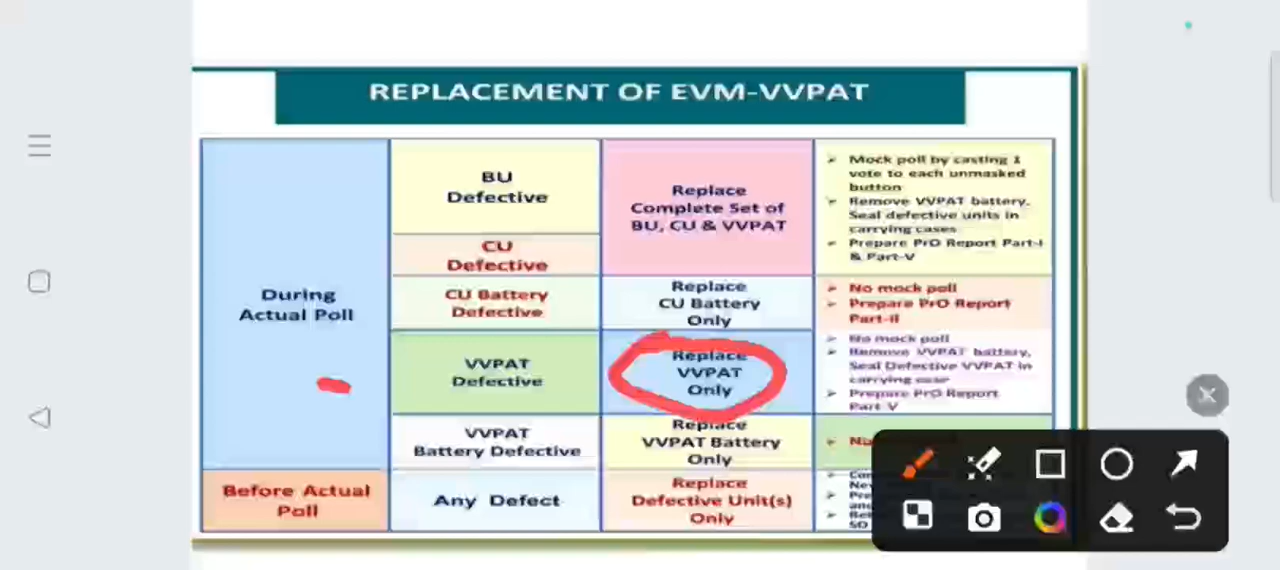 REPLACEMENT OF EVM-VVPAT
During
Actual Poll
BU
Defective
Replace
Complete Set of
BU, CU & VVPAT
➢ Mock poll by casting 1
vote to each unmasked
button
➢ Remove VVPAT battery.
Seal defective units in
carrying cases
➢ Prepare PrO Report Part-I
& Part-V
CU
Defective
CU Battery
Defective
Replace
CU Battery
Only
➢ No mock poll
➢ Prepare PrO Report
Part-II
VVPAT
Defective
Replace
VVPAT
Only
➢ No mock poll
➢ Remove VVPAT battery,
Seal Defective VVPAT in
carrying case
➢ Prepare PrO Report
Part V
VVPAT
Battery Defective
Replace
VVPAT Battery
Only
Before Actual
Poll
Any Defect
Replace
Defective Unit(s)
Only